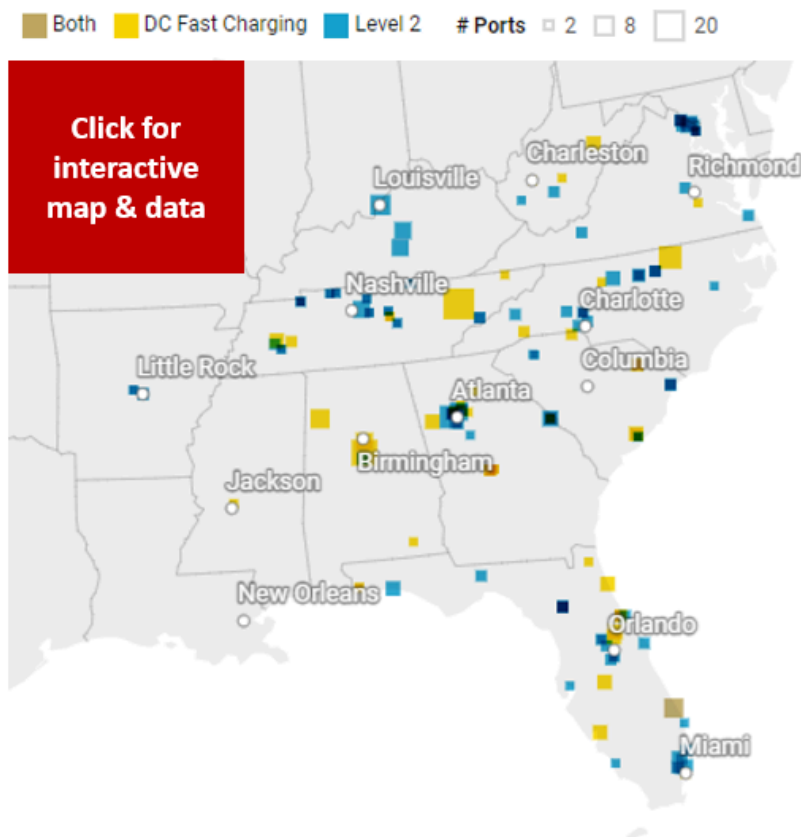 Both DC Fast Charging Level 2 # Ports 2 8 20
Click for
interactive
map & data
Charleston
Richmond
Louisville
Nashville
Charlotte
Little Rock
Columbia
Atlanta
Birmingham
Jackson
New Orleans
Orlando
Miami